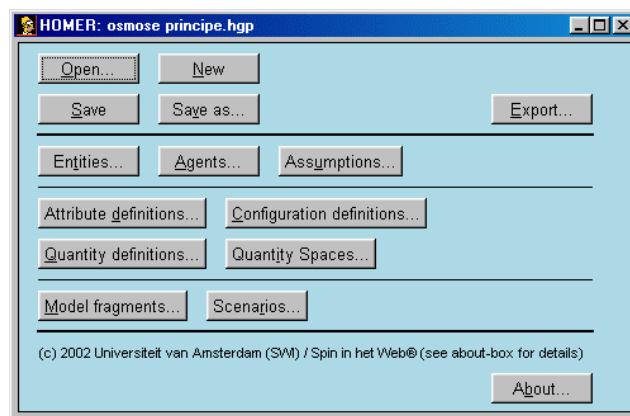 HOMER: osmose principe.hgp
Open... New
Save Save as... Export...
Entities... Agents... Assumptions...
Attribute definitions... Configuration definitions...
Quantity definitions... Quantity Spaces...
Model fragments... Scenarios...
(c) 2002 Universiteit van Amsterdam (SWI) / Spin in het Web® (see about-box for details)
About...